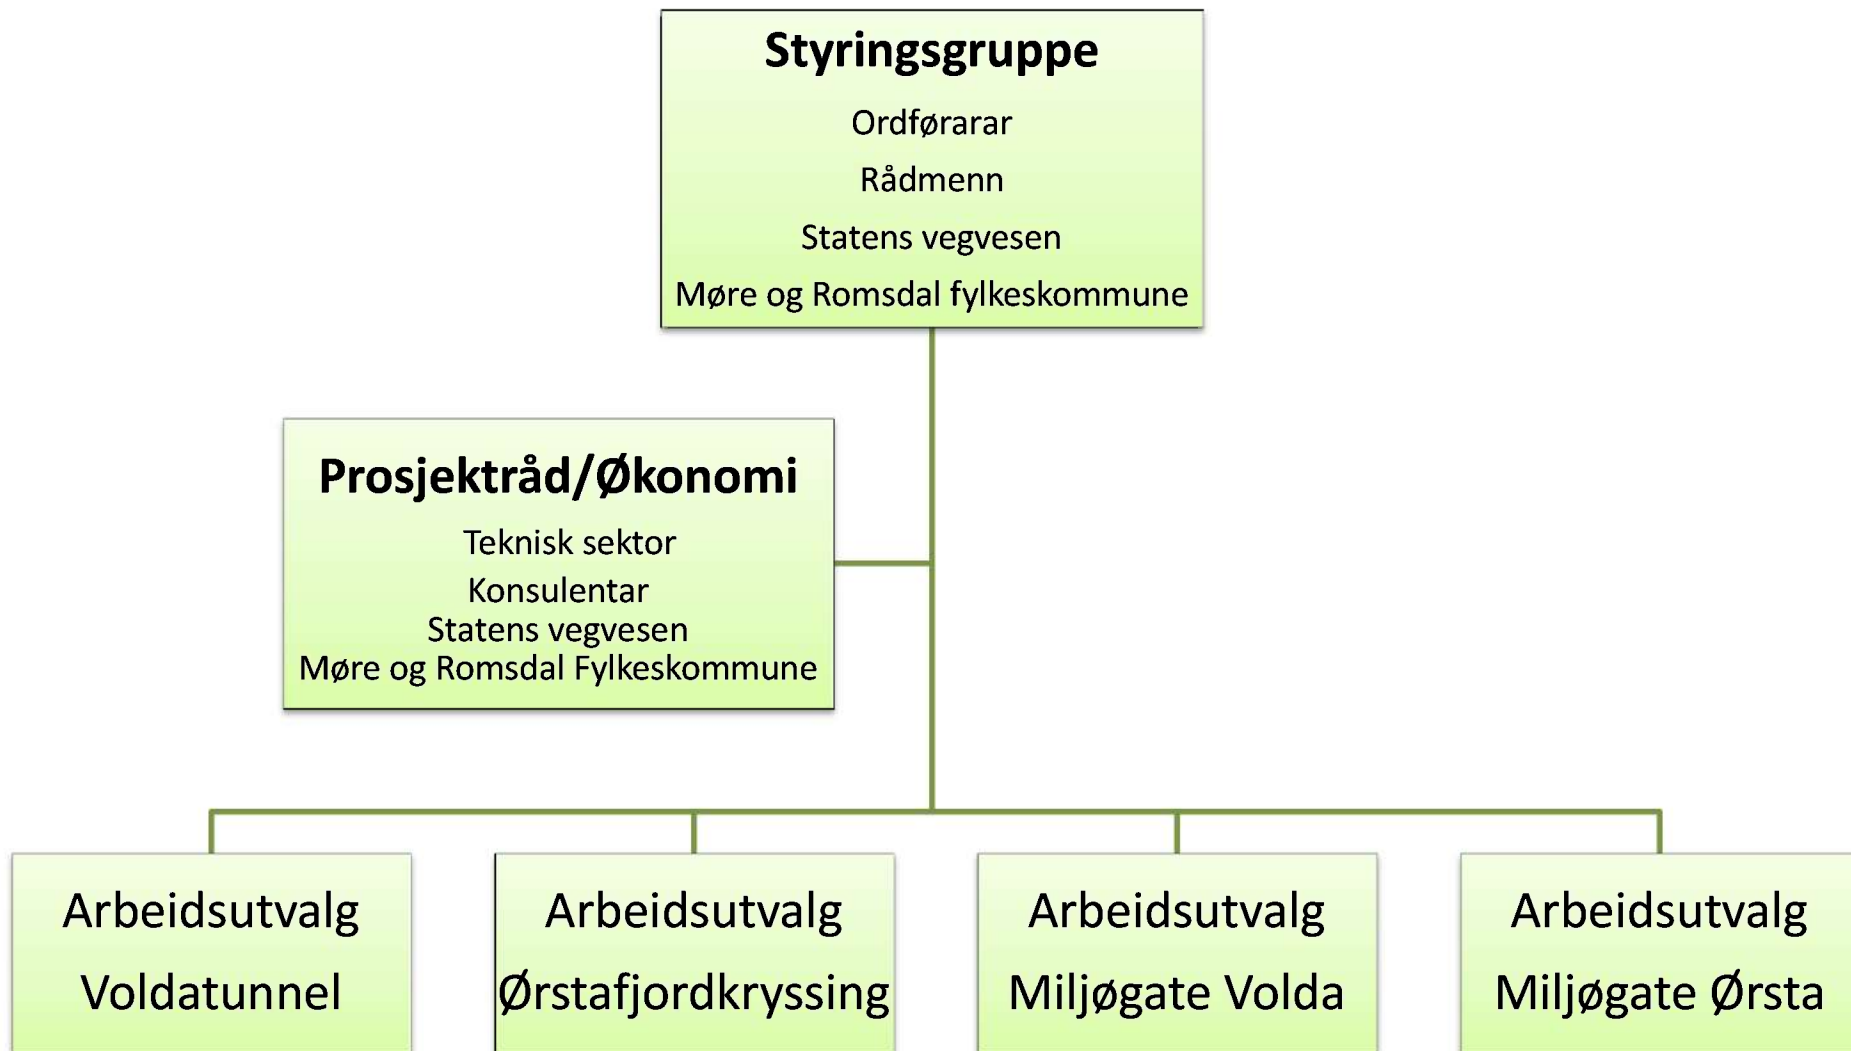 Styringsgruppe
Ordførarar
Rådmenn
Statens vegvesen
Møre og Romsdal fylkeskommune
Prosjektråd/Økonomi
Teknisk sektor
Konsulentar
Statens vegvesen
Møre og Romsdal Fylkeskommune
Arbeidsutvalg
Voldatunnel
Arbeidsutvalg
Ørstafjordkryssing
Arbeidsutvalg
Miljøgate Volda
Arbeidsutvalg
Miljøgate Ørsta